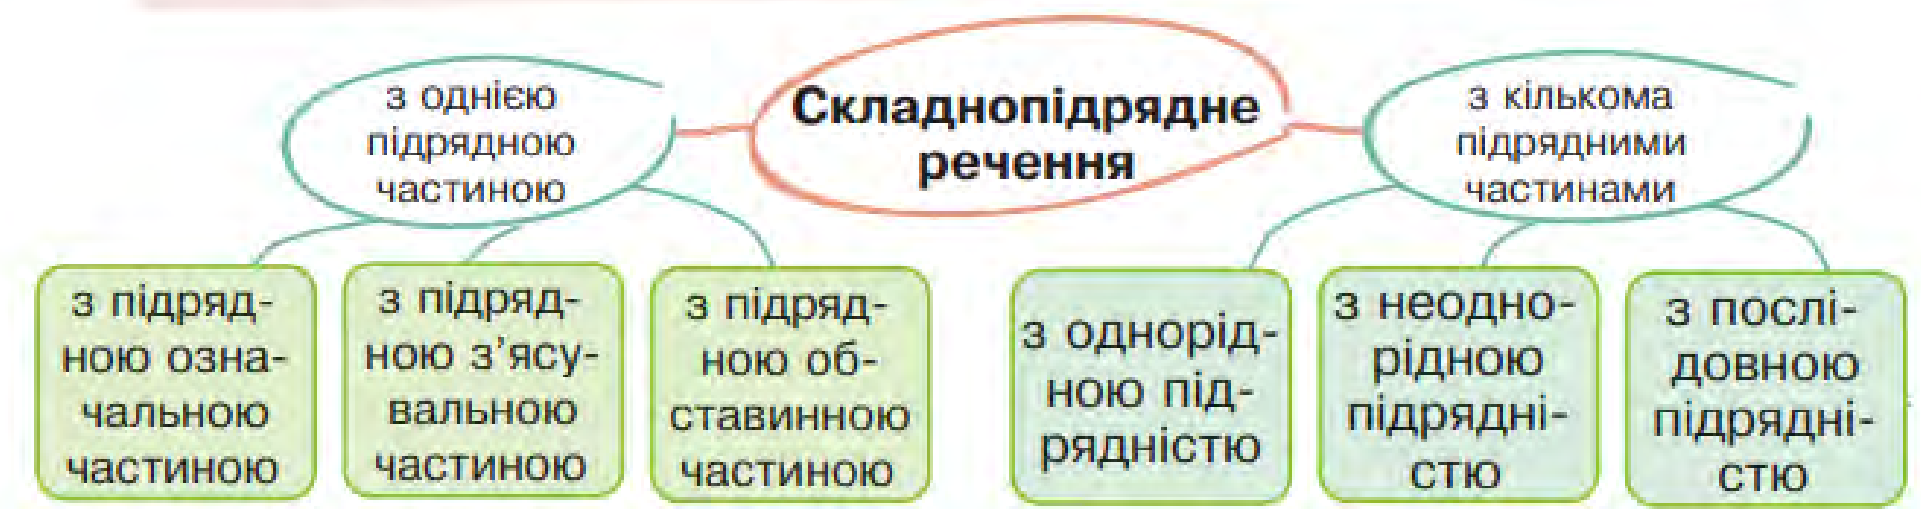 Складнопідрядне
речення
з однією
підрядною
частиною
з кількома
підрядними
частинами
з підряд-
ною озна-
чальною
частиною
з підряд-
ною з’ясу-
вальною
частиною
з підряд-
ною об-
ставинною
частиною
з однорід-
ною під-
рядністю
з неодно-
рідною
підрядні-
стю
з послі-
довною
підрядні-
стю